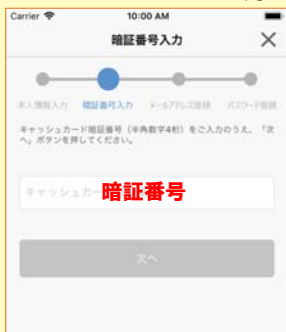 Carrier 10:00 AM
暗証番号入力
本人情報入力 暗証番号入力 メールアドレス登録 パスワード登録
キャッシュカード暗証番号（半角数字4桁）をご入力のうえ、「次
へ」ボタンを押してください。
キャッシュカー 暗証番号
次へ